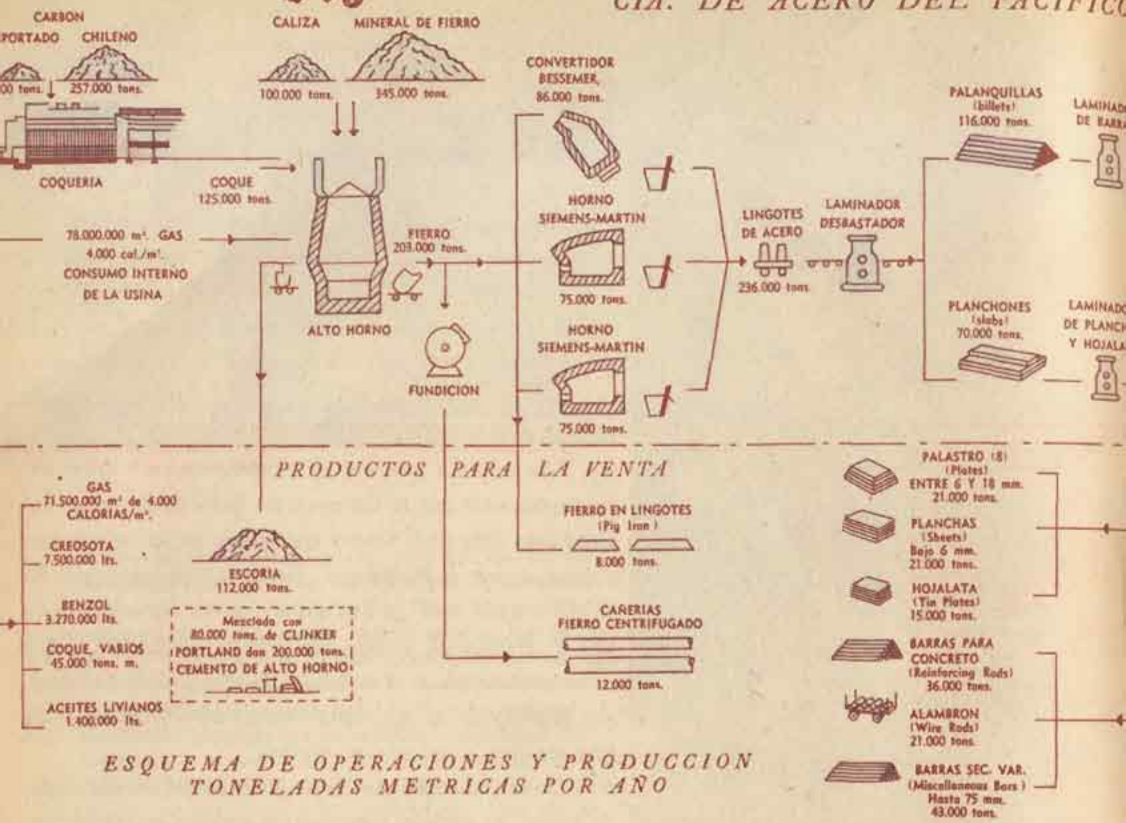 CIA. DE ACERO DEL PACIFICO
CARBON
PORTADO CHILENO
00 tons. 257.000 tons.
COQUERIA
COQUE
125.000 tons.
78.000.000 m³. GAS
4.000 cal./m³.
CONSUMO INTERNO
DE LA USINA
CALIZA
100.000 tons.
MINERAL DE FIERRO
345.000 tons.
ALTO HORNO
FIERRO
203.000 tons.
FUNDICION
CONVERTIDOR
BESSEMER,
86.000 tons.
HORNO
SIEMENS-MARTIN
75.000 tons.
HORNO
SIEMENS-MARTIN
75.000 tons.
LINGOTES
DE ACERO
236.000 tons
LAMINADOR
DESBASTADOR
PALANQUILLAS
(billets)
116.000 tons.
LAMINADO
DE BARRA
PLANCHONES
(slabs)
70.000 tons.
LAMINADO
DE PLANCH
Y HOJALA
PRODUCTOS PARA LA VENTA
GAS
71.500.000 m³ de 4.000
CALORIAS/m³.
CREOSOTA
7.500.000 lts.
BENZOL
3.270.000 lts.
COQUE, VARIOS
45.000 tons. m.
ACEITES LIVIANOS
1.400.000 lts.
ESCORIA
112.000 tons.
Mezclado con
80.000 tons. de CLINKER
PORTLAND dan 200.000 tons.
CEMENTO DE ALTO HORNO
FIERRO EN LINGOTES
(Pig Iron)
8.000 tons.
CAÑERIAS
FIERRO CENTRIFUGADO
12.000 tons.
PALASTRO (8)
(Plates)
ENTRE 6 Y 18 mm.
21.000 tons.
PLANCHAS
(Sheets)
Bajo 6 mm.
21.000 tons.
HOJALATA
(Tin Plates)
15.000 tons.
BARRAS PARA
CONCRETO
(Reinforcing Rods)
36.000 tons.
ALAMBRON
(Wire Rods)
21.000 tons.
BARRAS SEC. VAR.
(Miscellaneous Bars)
Hasta 75 mm.
43.000 tons.
ESQUEMA DE OPERACIONES Y PRODUCCION
TONELADAS METRICAS POR AÑO